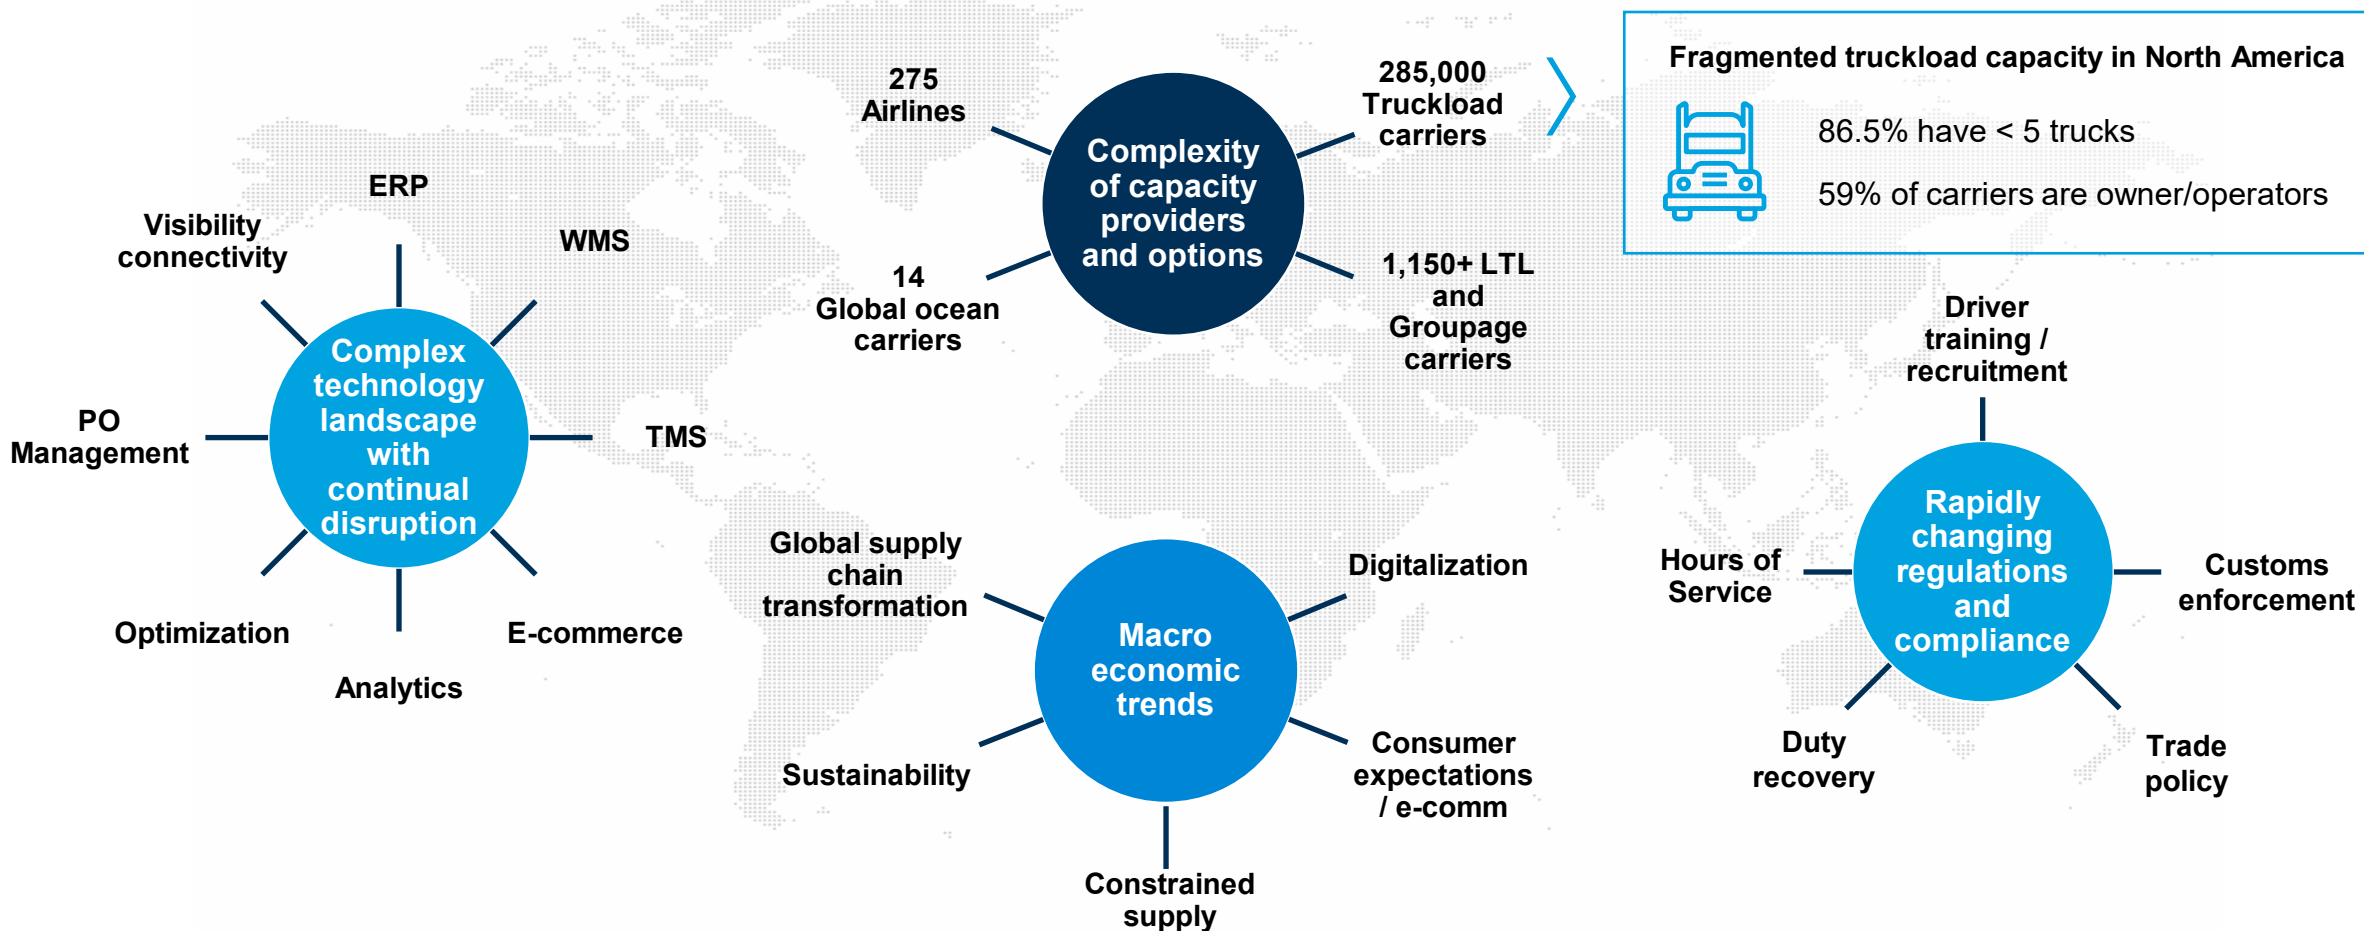 275
Airlines
285,000
Truckload
carriers
14
Global ocean
carriers
1,150+ LTL
and
Groupage
carriers
Complexity
of capacity
providers
and options
Fragmented truckload capacity in North America
86.5% have < 5 trucks
59% of carriers are owner/operators
ERP
Visibility
connectivity
WMS
PO
Management
TMS
Optimization
Analytics
E-commerce
Complex
technology
landscape
with
continual
disruption
Global supply
chain
transformation
Digitalization
Sustainability
Consumer
expectations
/ e-comm
Constrained
supply
Macro
economic
trends
Driver
training /
recruitment
Hours of
Service
Customs
enforcement
Duty
recovery
Trade
policy
Rapidly
changing
regulations
and
compliance